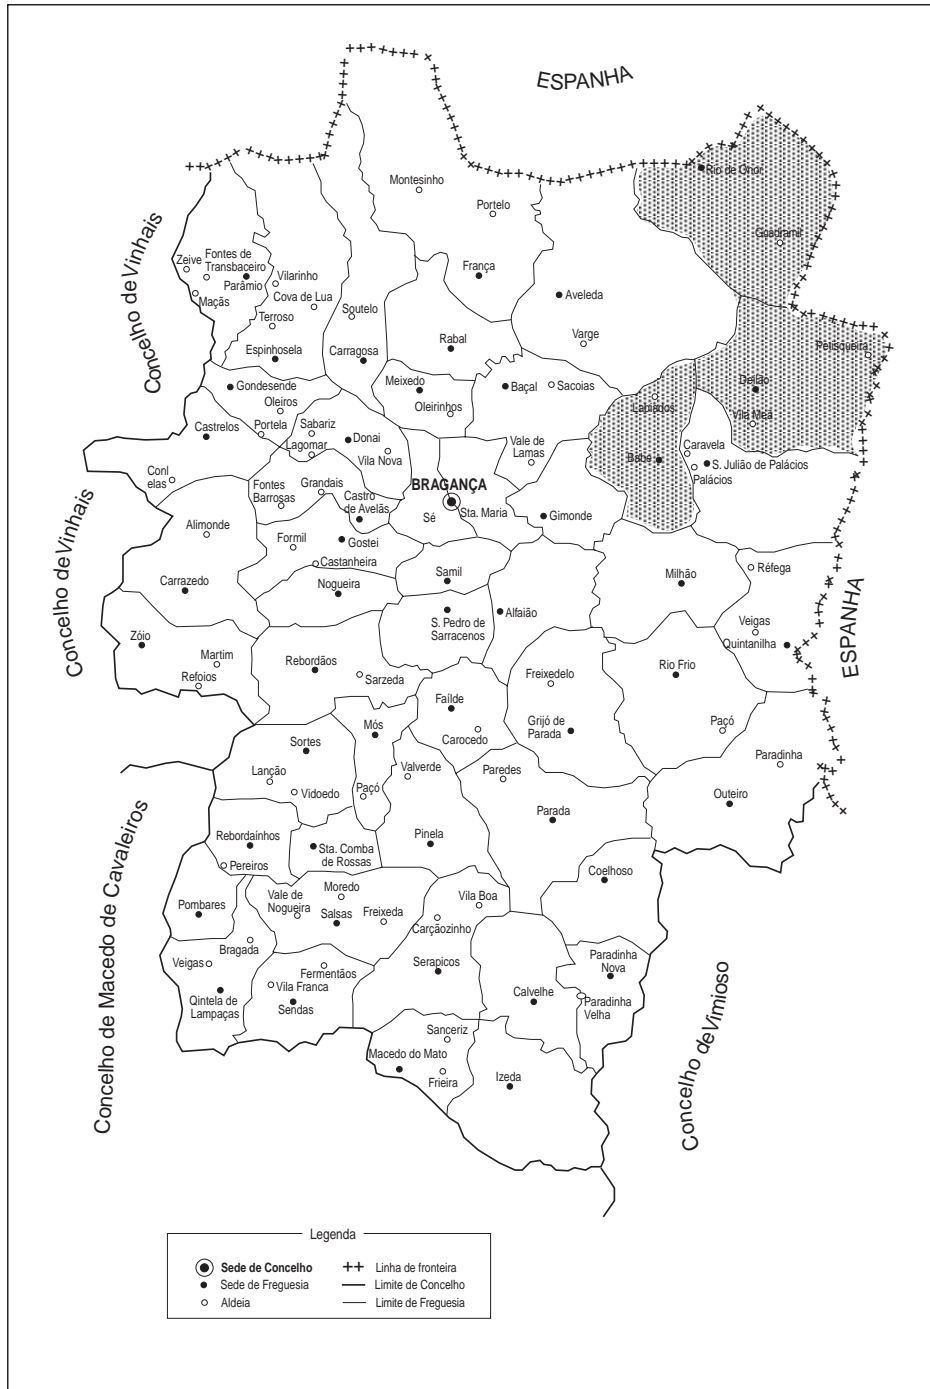 ESPANHA
Rio de Onor
Montesinho
Portelo
Guadramil
Concelho de Vinhais
Zeive
Fontes de
Transbaceiro
Parâmio
Vilarinho
França
Maçãs
Cova de Lua
Aveleda
Terroso
Soutelo
Varge
Petisqueira
Espinhosela
Carragosa
Rabal
Gondesende
Meixedo
Baçal
Sacoias
Deilão
Oleiros
Oleirinhos
Labiados
Vila Meã
Castrelos
Portela
Sabariz
Donai
Lagomar
Vila Nova
Vale de
Lamas
Caravela
Babe
S. Julião de Palácios
Palácios
Conl
elas
Fontes
Barrosas
Grandais
Castro
de Avelãs
BRAGANÇA
Sé
Sta. Maria
Gimonde
Concelho de Vinhais
Alimonde
Formil
Gostei
Castanheira
Samil
Milhão
Réfega
Carrazedo
Nogueira
S. Pedro de
Sarracenos
Alfaião
Veigas
Quintanilha
ESPANHA
Zóio
Martim
Refoios
Rebordãos
Sarzeda
Freixedelo
Rio Frio
Faílde
Mós
Carocedo
Grijó de
Parada
Paçó
Sortes
Paradinha
Lanção
Vidoedo
Paçó
Valverde
Paredes
Outeiro
Parada
Rebordaínhos
Pereiros
Sta. Comba
de Rossas
Pinela
Coelhoso
Concelho de Macedo de Cavaleiros
Pombares
Vale de
Nogueira
Moredo
Salsas
Freixeda
Vila Boa
Carçãozinho
Bragada
Veigas
Fermentãos
Serapicos
Paradinha
Nova
Vila Franca
Qintela de
Lampaças
Sendas
Calvelhe
Paradinha
Velha
Concelho de Vimioso
Sanceriz
Macedo do Mato
Frieira
Izeda
Legenda
Sede de Concelho
Linha de fronteira
Sede de Freguesia
Limite de Concelho
Aldeia
Limite de Freguesia